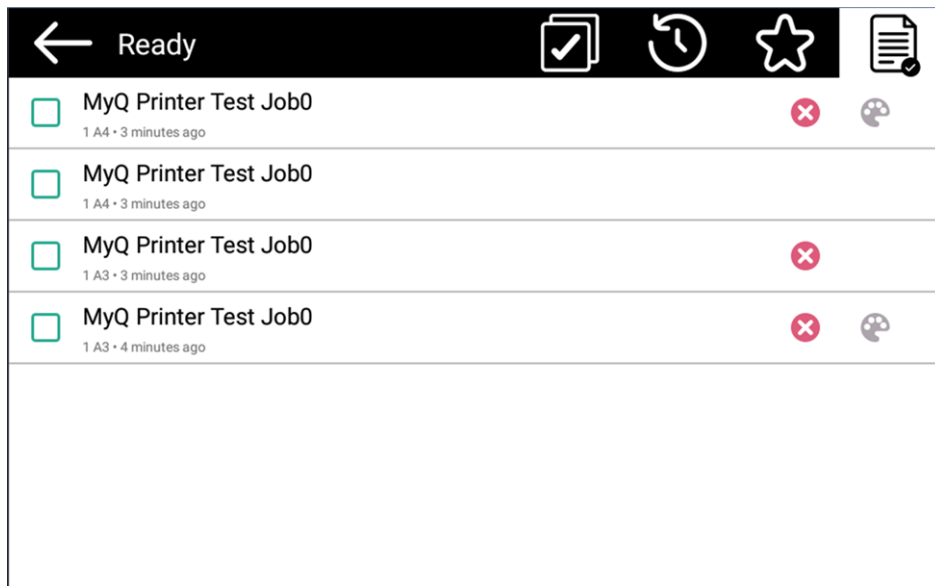 Ready
MyQ Printer Test Job0
1 A4 • 3 minutes ago
MyQ Printer Test Job0
1 A4 • 3 minutes ago
MyQ Printer Test Job0
1 A3 • 3 minutes ago
MyQ Printer Test Job0
1 A3 • 4 minutes ago